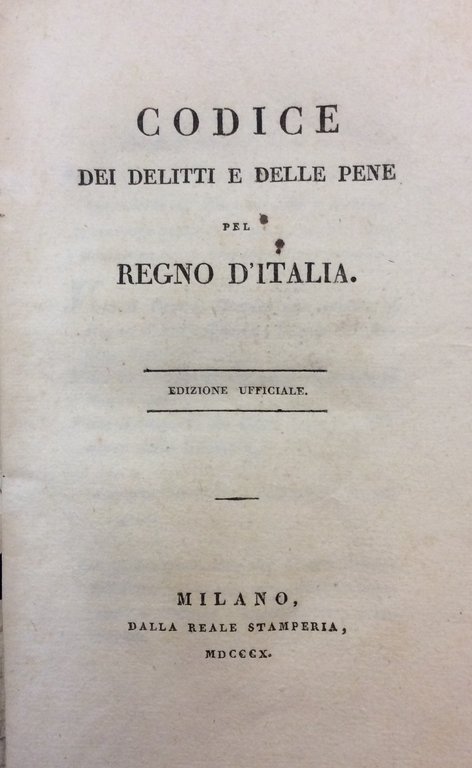 CODICE
DEI DELITTI E DELLE PENE
PEL
REGNO D'ITALIA.
EDIZIONE UFFICIALE.
MILANO,
DALLA REALE STAMPERIA,
MDCCCX.